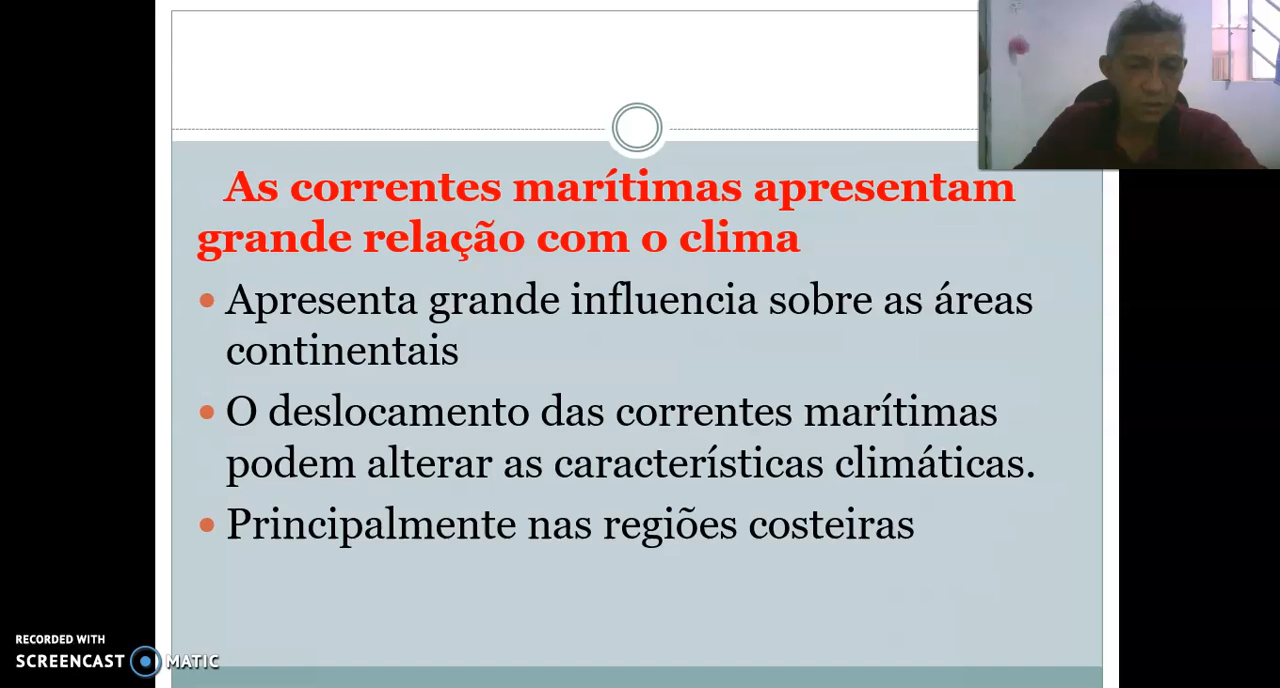 As correntes marítimas apresentam
grande relação com o clima
Apresenta grande influencia sobre as áreas
continentais
O deslocamento das correntes marítimas
podem alterar as características climáticas.
Principalmente nas regiões costeiras
RECORDED WITH
SCREENCAST MATIC